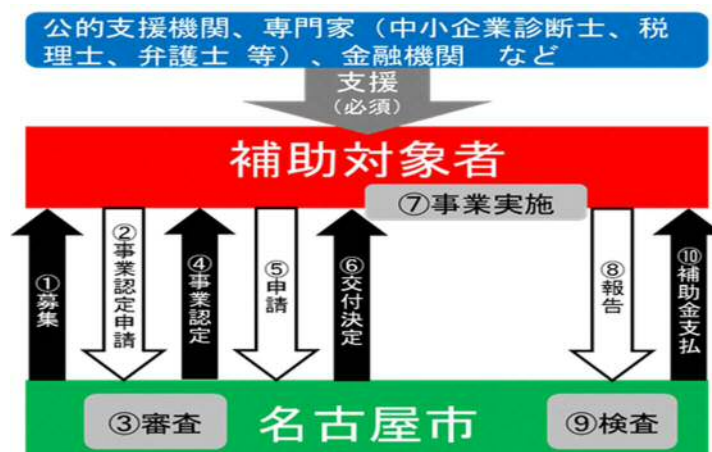 公的支援機関、専門家（中小企業診断士、税
理士、弁護士 等）、金融機関 など
支援
（必須）
補助対象者
⑦事業実施
①募集
②事業認定申請
④事業認定
⑤申請
⑥交付決定
⑧報告
⑩補助金支払
③審査
名古屋市
⑨検査